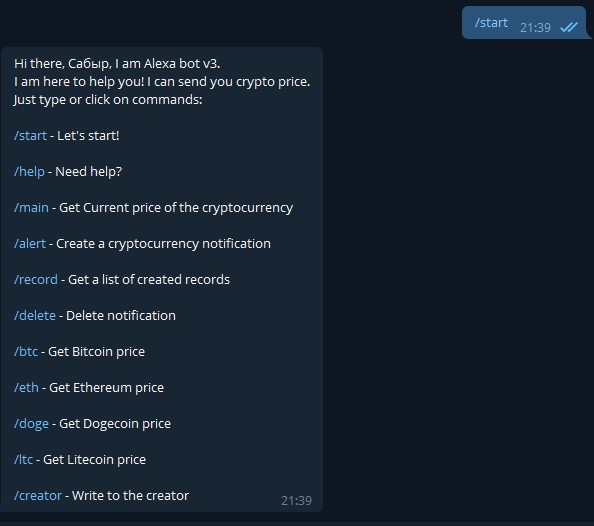 /start 21:39
Hi there, Сабыр, I am Alexa bot v3.
I am here to help you! I can send you crypto price.
Just type or click on commands:
/start - Let's start!
/help - Need help?
/main - Get Current price of the cryptocurrency
/alert - Create a cryptocurrency notification
/record - Get a list of created records
/delete - Delete notification
/btc - Get Bitcoin price
/eth - Get Ethereum price
/doge - Get Dogecoin price
/ltc - Get Litecoin price
/creator - Write to the creator 21:39